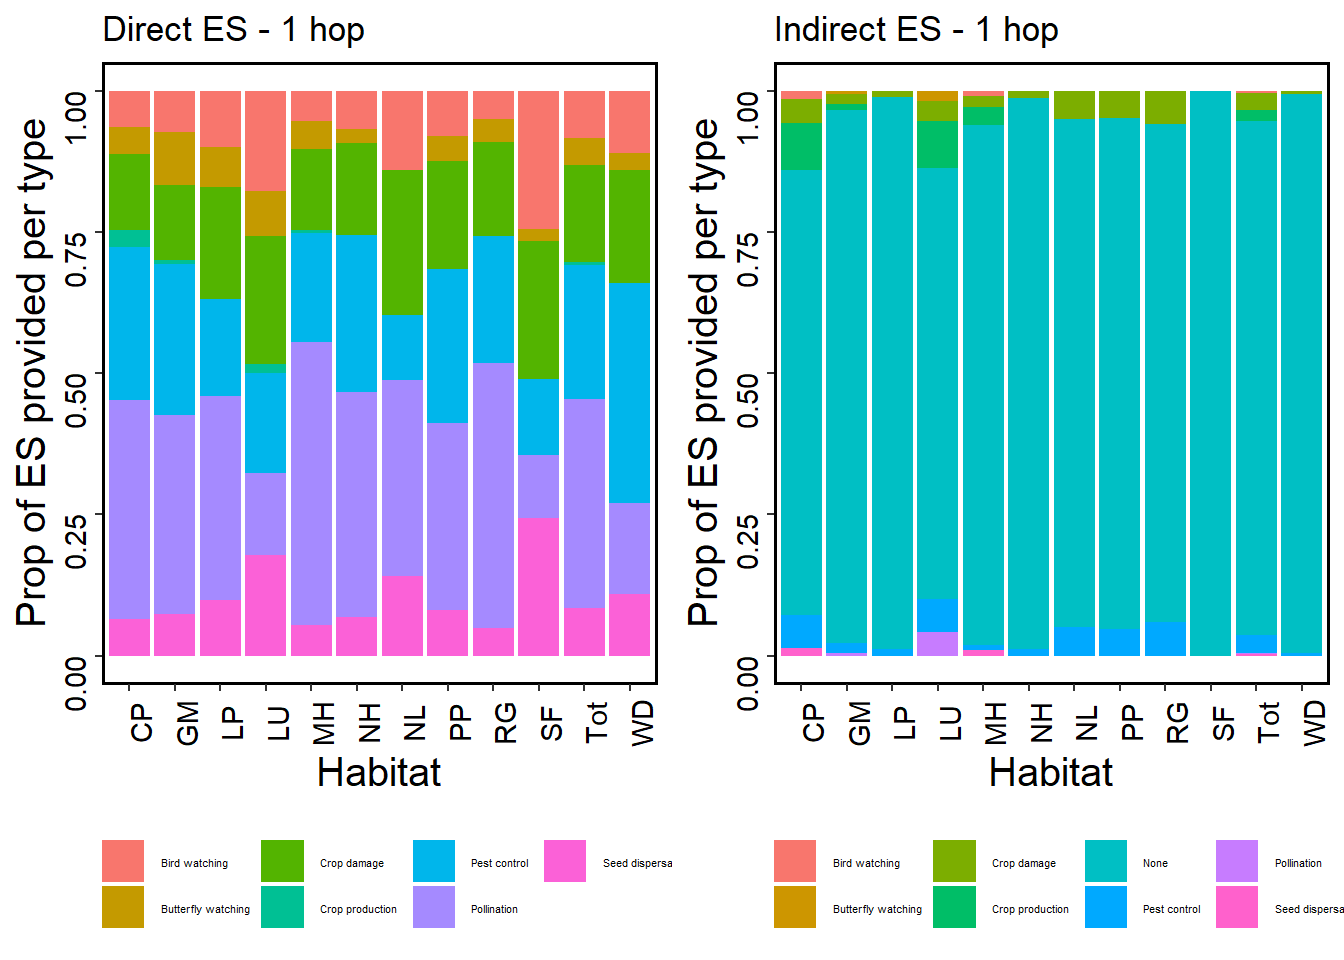 Direct ES - 1 hop
Prop of ES provided per type
1.00
0.75
0.50
0.25
0.00
CP GM LP LU MH NH NL PP RG SF Tot WD
Habitat
Bird watching Crop damage Pest control Seed dispersa
Butterfly watching Crop production Pollination
Indirect ES - 1 hop
Prop of ES provided per type
1.00
0.75
0.50
0.25
0.00
CP GM LP LU MH NH NL PP RG SF Tot WD
Habitat
Bird watching Crop damage None Pollination
Butterfly watching Crop production Pest control Seed dispersa